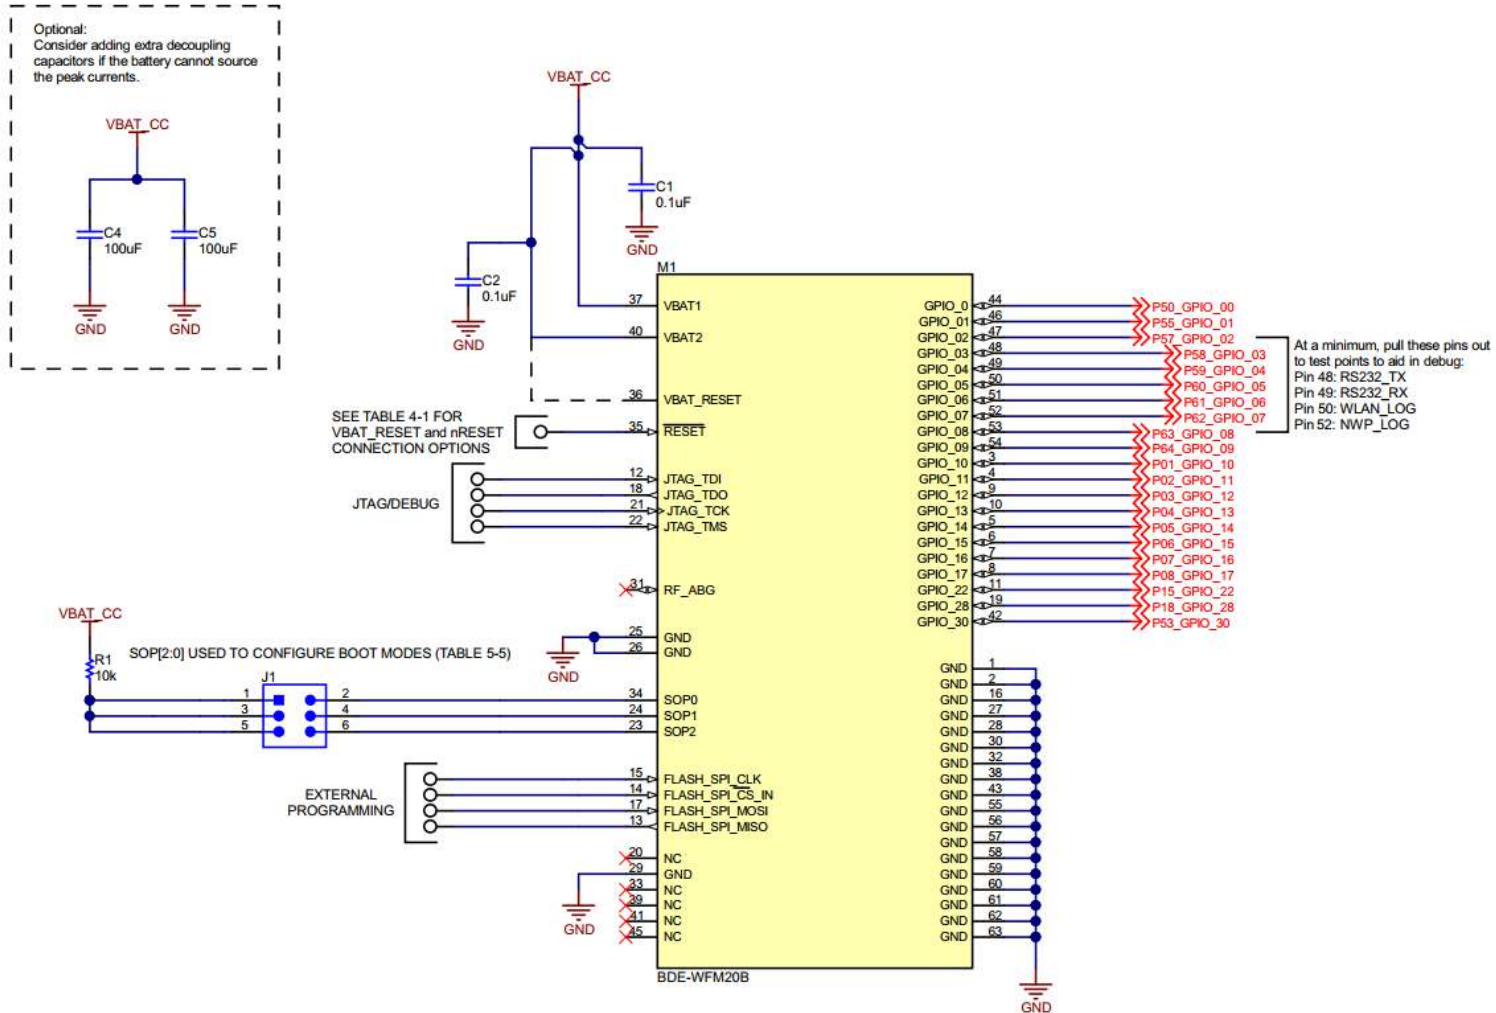 Optional:
Consider adding extra decoupling
capacitors if the battery cannot source
the peak currents.
VBAT_CC
C4
100uF
C5
100uF
GND
GND
VBAT_CC
C1
0.1uF
GND
C2
0.1uF
GND
M1
37 VBAT1
40 VBAT2
36 VBAT_RESET
SEE TABLE 4-1 FOR
VBAT_RESET and nRESET
CONNECTION OPTIONS
35 RESET
JTAG/DEBUG
12 JTAG_TDI
18 JTAG_TDO
21 JTAG_TCK
22 JTAG_TMS
31 RF_ABG
25 GND
26 GND
GND
VBAT_CC
R1
10k
SOP[2:0] USED TO CONFIGURE BOOT MODES (TABLE 5-5)
J1
1 2 34 SOP0
3 4 24 SOP1
5 6 23 SOP2
EXTERNAL
PROGRAMMING
15 FLASH_SPI_CLK
14 FLASH_SPI_CS_IN
17 FLASH_SPI_MOSI
13 FLASH_SPI_MISO
20 NC
29 GND
33 NC
39 NC
41 NC
45 NC
GND
BDE-WFM20B
GPIO_0 44 P50_GPIO_00
GPIO_01 46 P55_GPIO_01
GPIO_02 47 P57_GPIO_02
GPIO_03 48 P58_GPIO_03
GPIO_04 49 P59_GPIO_04
GPIO_05 50 P60_GPIO_05
GPIO_06 51 P61_GPIO_06
GPIO_07 52 P62_GPIO_07
GPIO_08 53 P63_GPIO_08
GPIO_09 54 P64_GPIO_09
GPIO_10 3 P01_GPIO_10
GPIO_11 4 P02_GPIO_11
GPIO_12 9 P03_GPIO_12
GPIO_13 10 P04_GPIO_13
GPIO_14 5 P05_GPIO_14
GPIO_15 6 P06_GPIO_15
GPIO_16 7 P07_GPIO_16
GPIO_17 8 P08_GPIO_17
GPIO_22 11 P15_GPIO_22
GPIO_28 19 P18_GPIO_28
GPIO_30 42 P53_GPIO_30
At a minimum, pull these pins out
to test points to aid in debug:
Pin 48: RS232_TX
Pin 49: RS232_RX
Pin 50: WLAN_LOG
Pin 52: NWP_LOG
GND 1
GND 2
GND 16
GND 27
GND 28
GND 30
GND 32
GND 38
GND 43
GND 55
GND 56
GND 57
GND 58
GND 59
GND 60
GND 61
GND 62
GND 63
GND